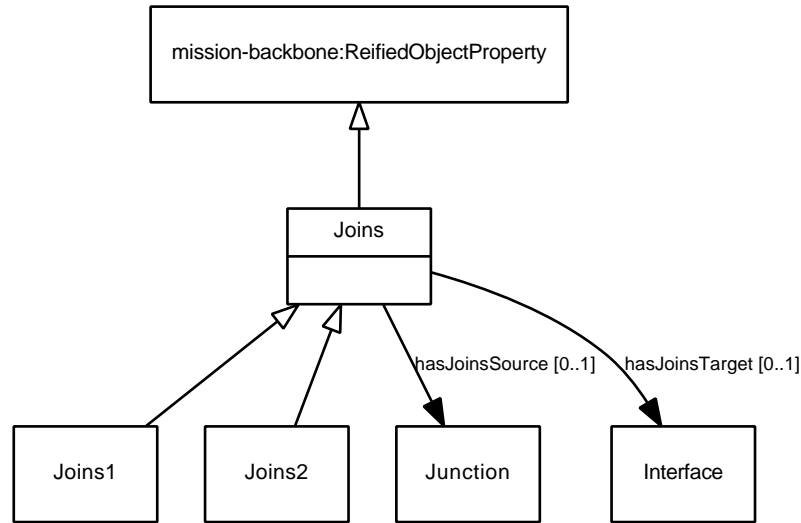 mission-backbone:ReifiedObjectProperty
Joins
hasJoinsSource [0..1]
hasJoinsTarget [0..1]
Joins1
Joins2
Junction
Interface